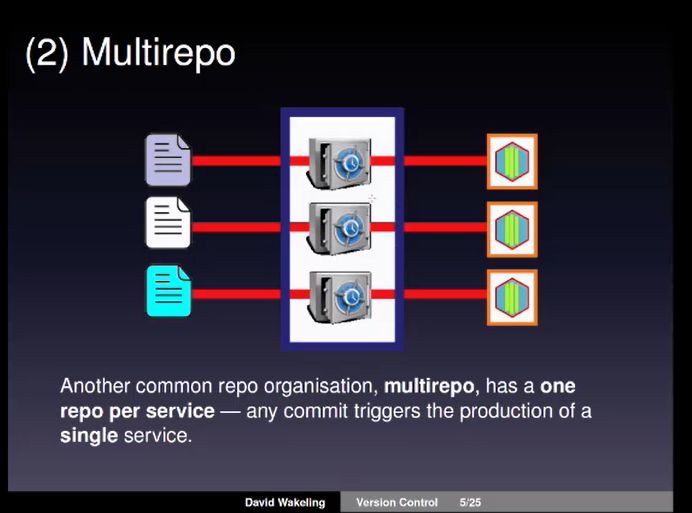 (2) Multirepo
Another common repo organisation, multirepo, has a one
repo per service — any commit triggers the production of a
single service.
David Wakeling Version Control 5/25